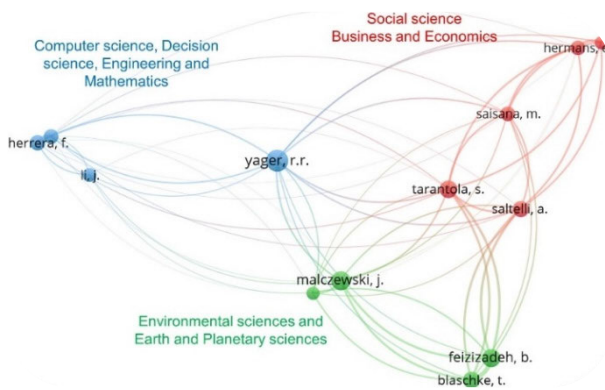 Social science
Business and Economics
Computer science, Decision
science, Engineering and
Mathematics
hermans,
saisana, m.
herrera, f.
yager, r.r.
li, j.
tarantola, s.
saltelli, a.
malczewski, j.
Environmental sciences and
Earth and Planetary sciences
feizizadeh, b.
blaschke, t.